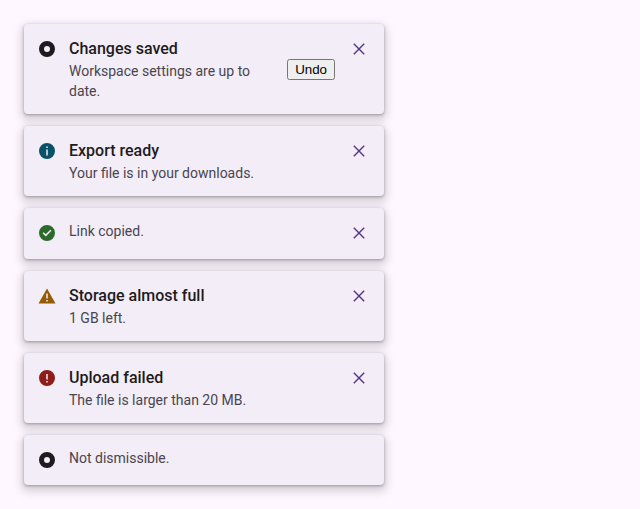 Changes saved
Workspace settings are up to
date.
Undo
Export ready
Your file is in your downloads.
Link copied.
Storage almost full
1 GB left.
Upload failed
The file is larger than 20 MB.
Not dismissible.